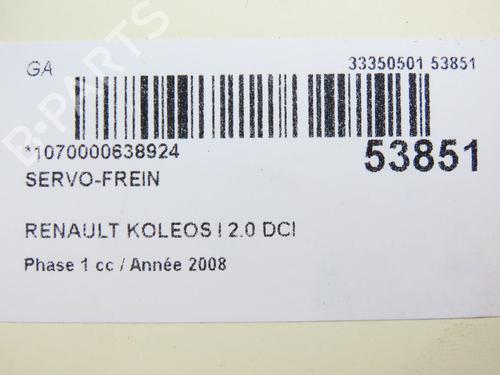 GA
33350501 53851
*1070000638924
53851
SERVO-FREIN
RENAULT KOLEOS I 2.0 DCI
Phase 1 cc / Année 2008
B-PARTS